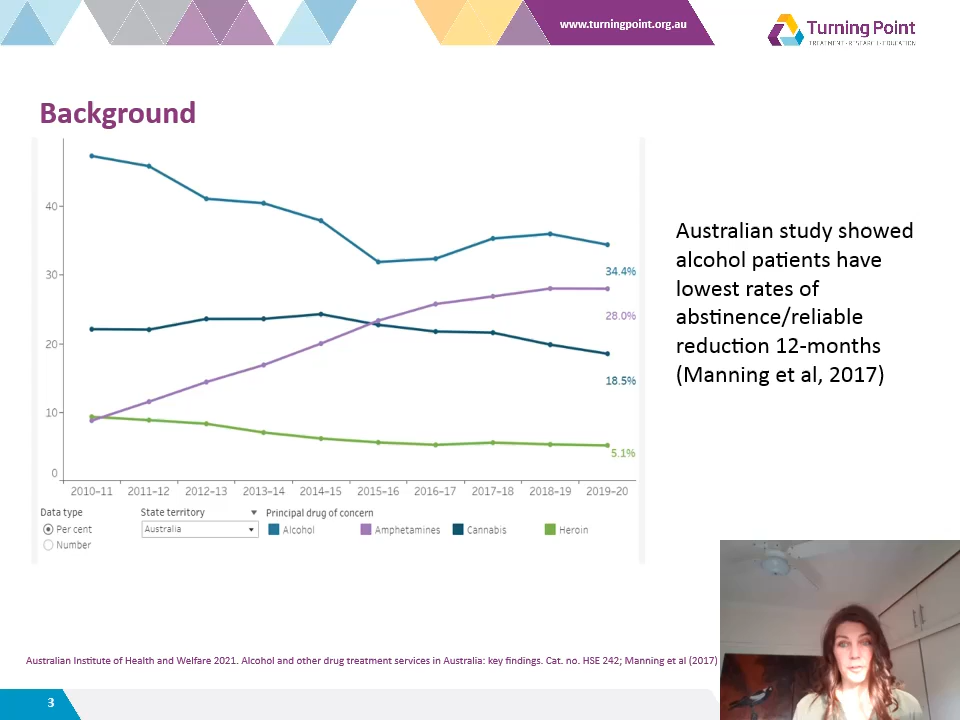 www.turningpoint.org.au
Turning Point
TREATMENT • RESEARCH • EDUCATION
Background
40
30
20
10
0
34.4%
28.0%
18.5%
5.1%
2010–11 2011–12 2012–13 2013–14 2014–15 2015–16 2016–17 2017–18 2018–19 2019–20
Data type
Per cent
Number
State territory
Australia
Principal drug of concern
Alcohol Amphetamines Cannabis Heroin
Australian study showed
alcohol patients have
lowest rates of
abstinence/reliable
reduction 12-months
(Manning et al, 2017)
Australian Institute of Health and Welfare 2021. Alcohol and other drug treatment services in Australia: key findings. Cat. no. HSE 242; Manning et al (2017)
3